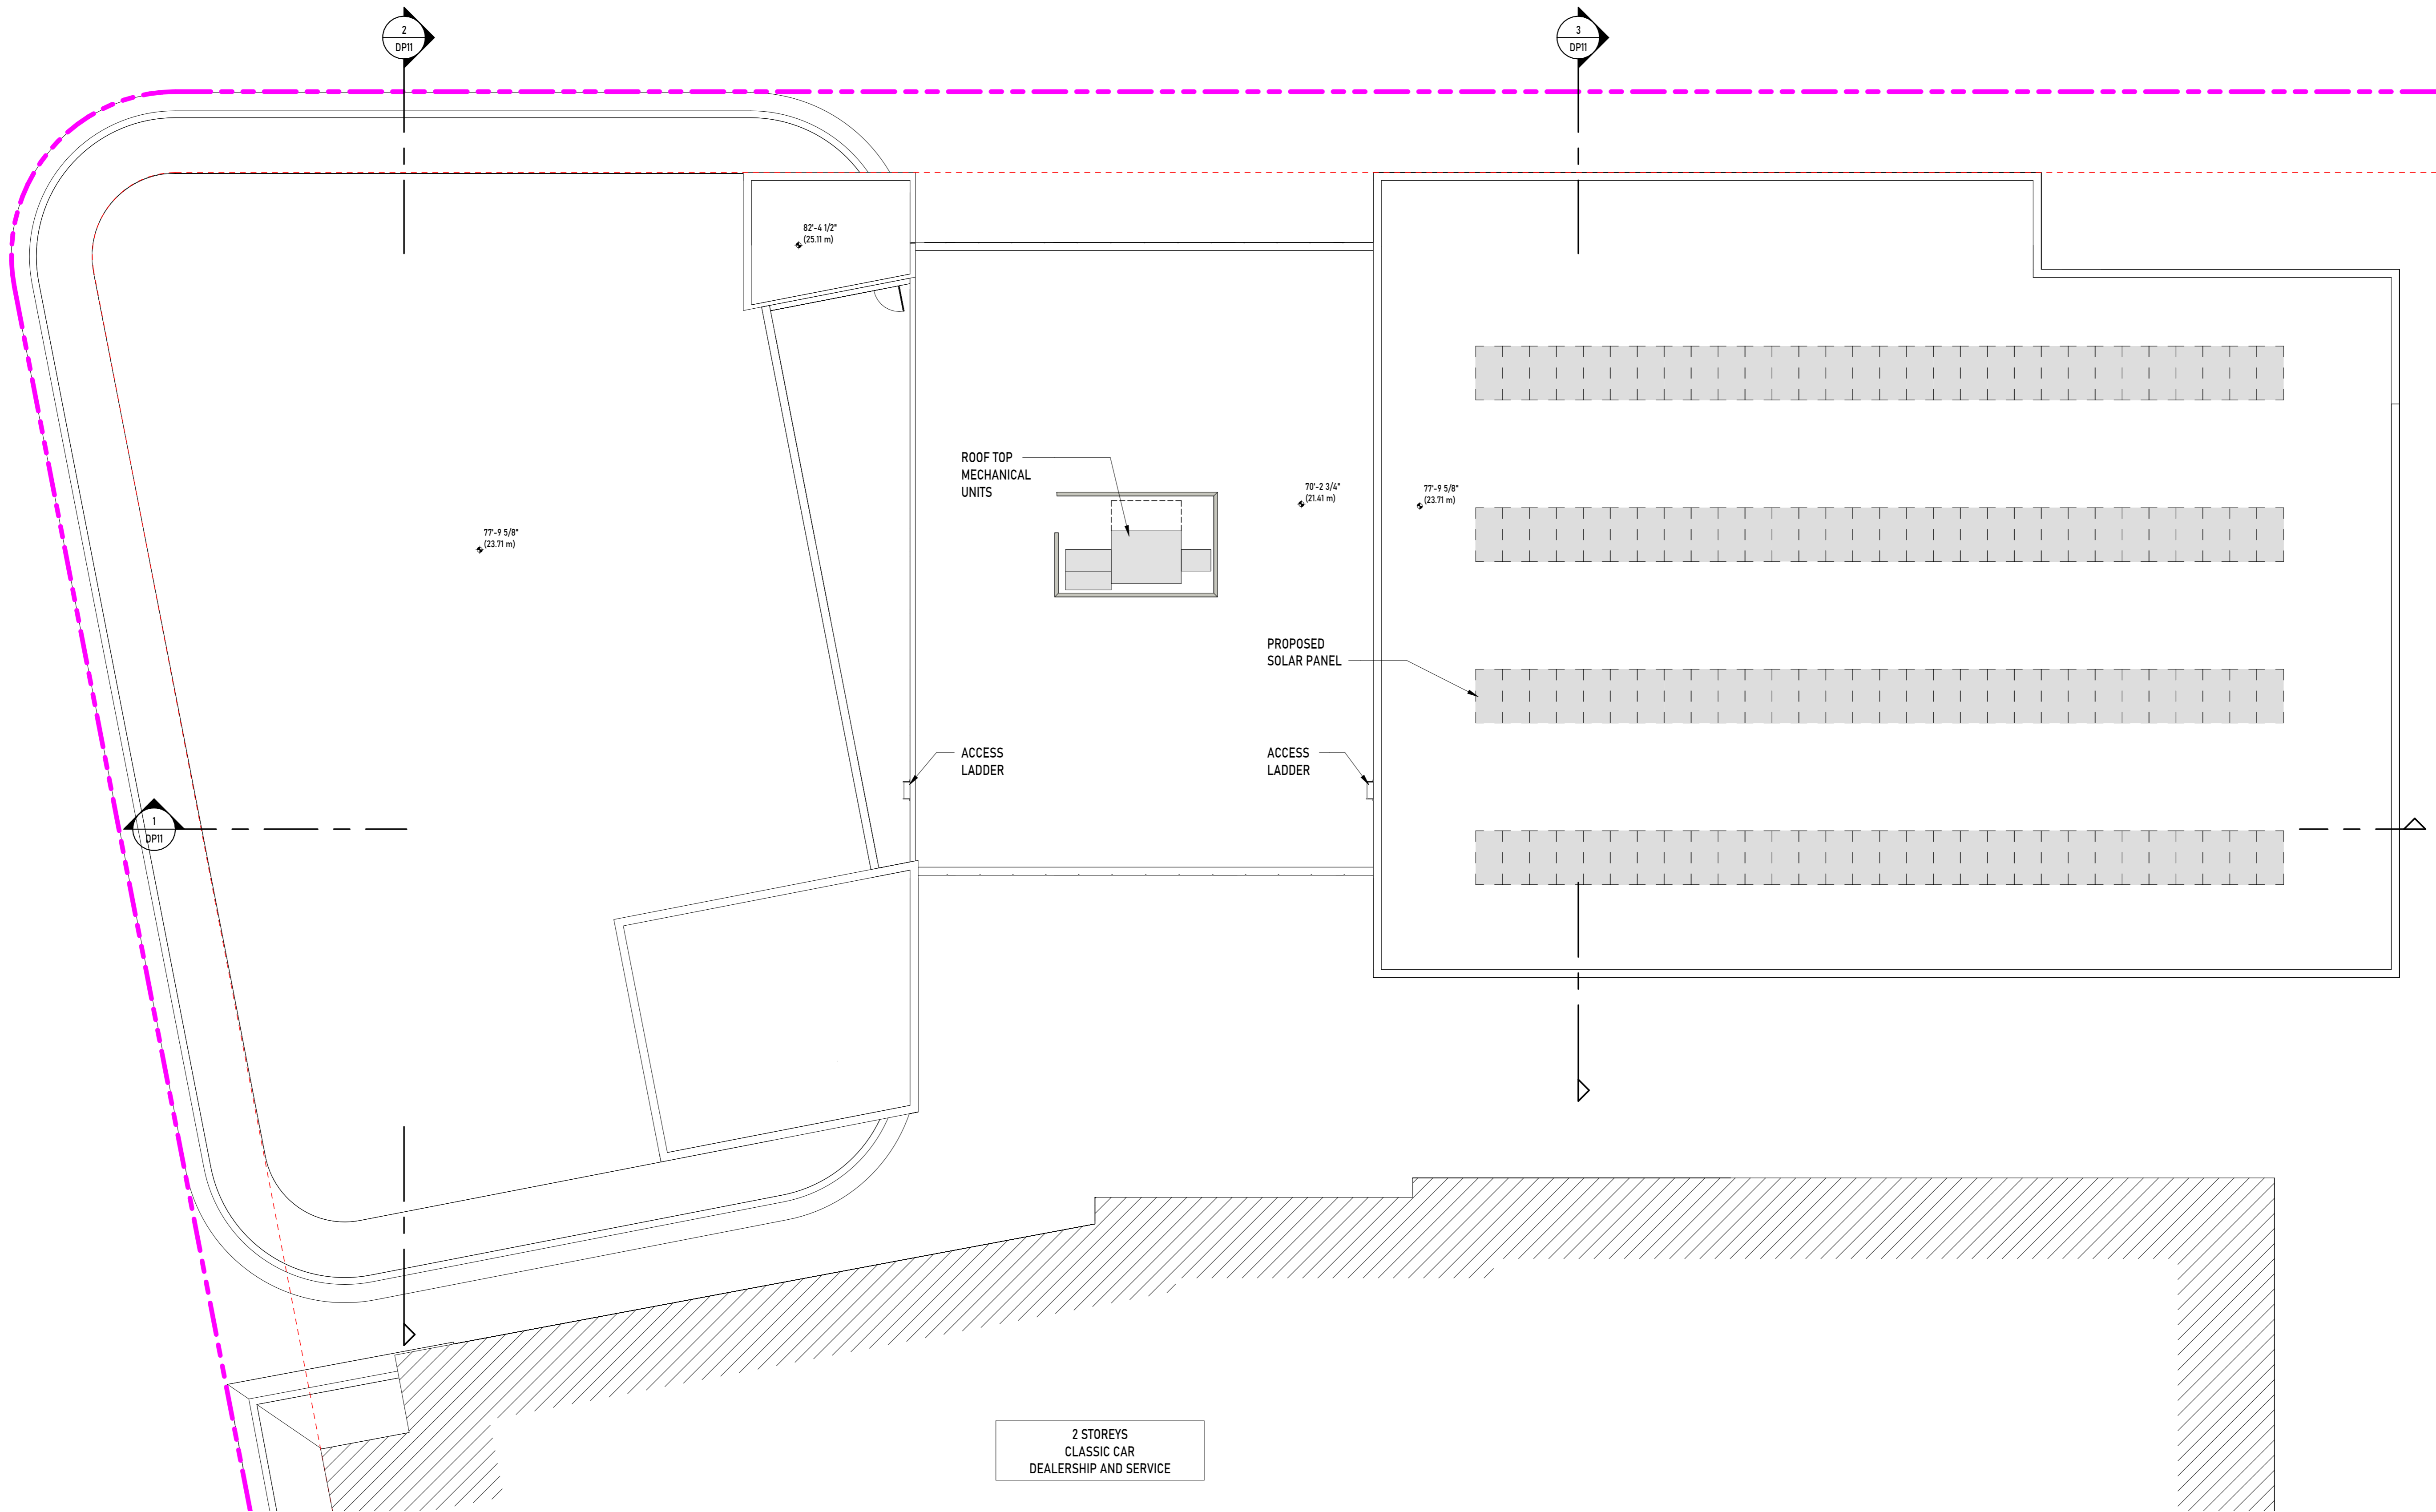 2
DP11
3
DP11
82'-4 1/2"
(25.11 m)
ROOF TOP
MECHANICAL
UNITS
70'-2 3/4"
(21.41 m)
77'-9 5/8"
(23.71 m)
77'-9 5/8"
(23.71 m)
PROPOSED
SOLAR PANEL
ACCESS
LADDER
ACCESS
LADDER
1
DP11
2 STOREYS
CLASSIC CAR
DEALERSHIP AND SERVICE